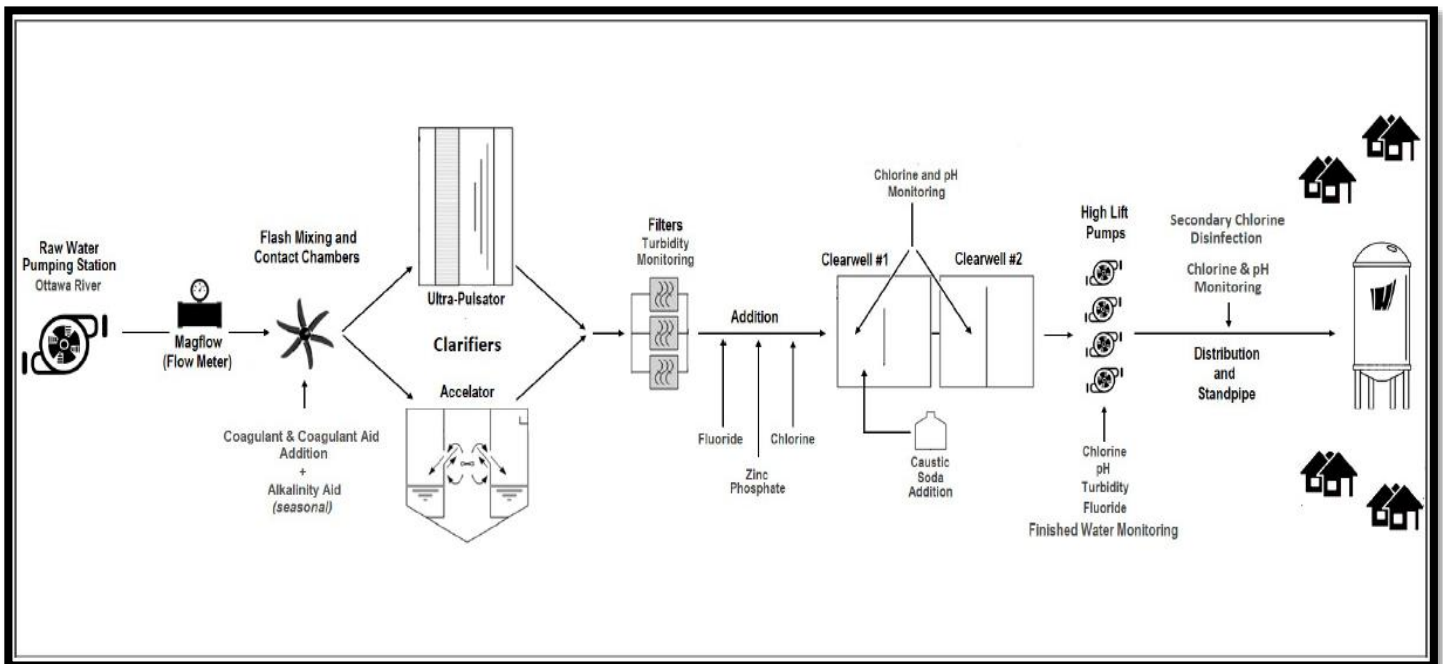 Raw Water
Pumping Station
Ottawa River
Magflow
(Flow Meter)
Flash Mixing and
Contact Chambers
Coagulant & Coagulant Aid
Addition
+
Alkalinity Aid
(seasonal)
Ultra-Pulsator
Clarifiers
Accelator
Filters
Turbidity
Monitoring
Addition
Fluoride
Zinc
Phosphate
Chlorine
Chlorine and pH
Monitoring
Clearwell #1
Clearwell #2
Caustic
Soda
Addition
High Lift
Pumps
Chlorine
pH
Turbidity
Fluoride
Finished Water Monitoring
Secondary Chlorine
Disinfection
Chlorine & pH
Monitoring
Distribution
and
Standpipe